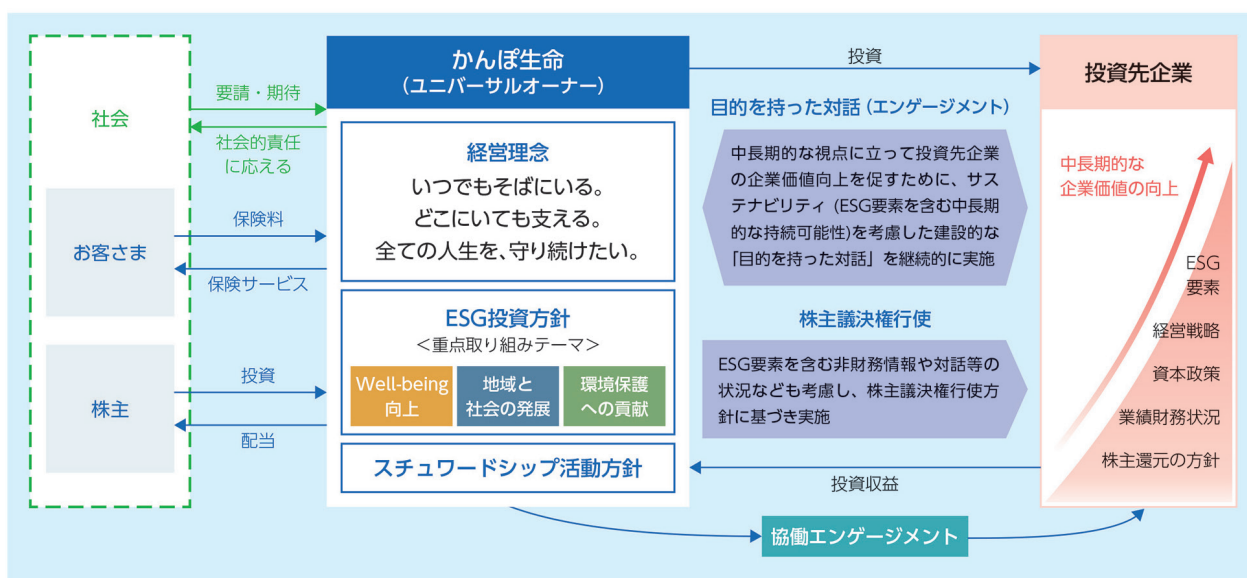 社会
要請・期待
社会的責任
に応える
お客さま
保険料
保険サービス
株主
投資
配当
かんぽ生命
（ユニバーサルオーナー）
経営理念
いつでもそばにいる。
どこにいても支える。
全ての人生を、守り続けたい。
ESG投資方針
＜重点取り組みテーマ＞
Well-being
向上
地域と
社会の発展
環境保護
への貢献
スチュワードシップ活動方針
投資
目的を持った対話（エンゲージメント）
中長期的な視点に立って投資先企業
の企業価値向上を促すために、サス
テナビリティ（ESG要素を含む中長期
的な持続可能性）を考慮した建設的な
「目的を持った対話」を継続的に実施
株主議決権行使
ESG要素を含む非財務情報や対話等の
状況なども考慮し、株主議決権行使方
針に基づき実施
投資収益
協働エンゲージメント
投資先企業
中長期的な
企業価値の向上
ESG
要素
経営戦略
資本政策
業績財務状況
株主還元の方針